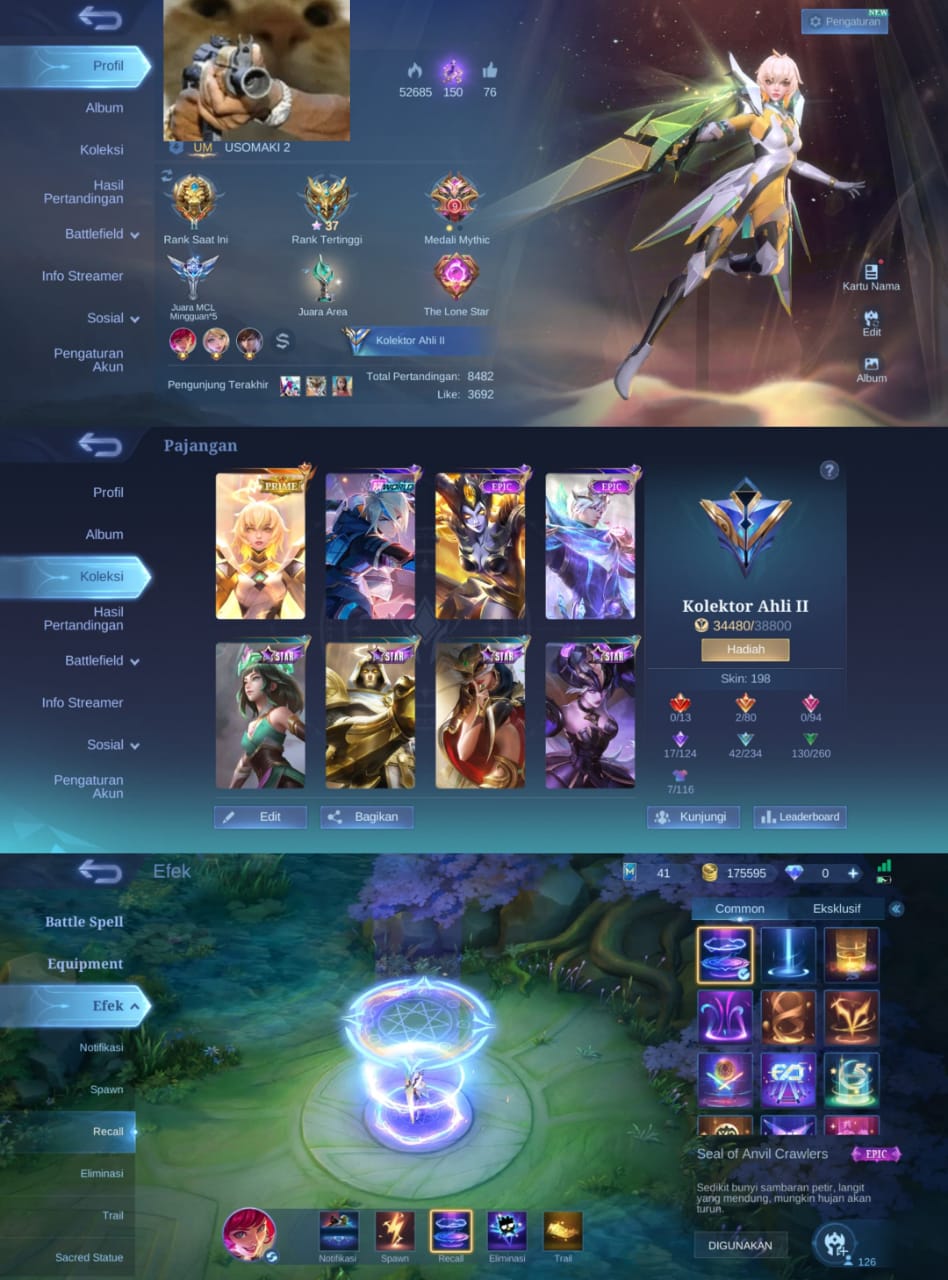 NEW
Pengaturan
Profil
Album
Koleksi
Hasil
Pertandingan
Battlefield
Info Streamer
Sosial
Pengaturan
Akun
52685
150
76
UM
USOMAKI 2
Rank Saat Ini
37
Rank Tertinggi
9
Medali Mythic
Juara MCL
Mingguan*5
Juara Area
The Lone Star
Kolektor Ahli II
Pengunjung Terakhir
Total Pertandingan: 8482
Like: 3692
Kartu Nama
Edit
Album
Pajangan
Profil
Album
Koleksi
Hasil
Pertandingan
Battlefield
Info Streamer
Sosial
Pengaturan
Akun
PRIME
EPIC
EPIC
STAR
STAR
STAR
STAR
Edit
Bagikan
?
Kolektor Ahli II
34480/38800
Hadiah
Skin: 198
0/13
2/80
0/94
17/124
42/234
130/260
7/116
Kunjungi
Leaderboard
Efek
41
175595
0
+
Battle Spell
Equipment
Efek
Notifikasi
Spawn
Recall
Eliminasi
Trail
Sacred Statue
Common
Eksklusif
Seal of Anvil Crawlers
EPIC
Sedikit bunyi sambaran petir, langit
yang mendung, mungkin hujan akan
turun.
DIGUNAKAN
126
Notifikasi
Spawn
Recall
Eliminasi
Trail